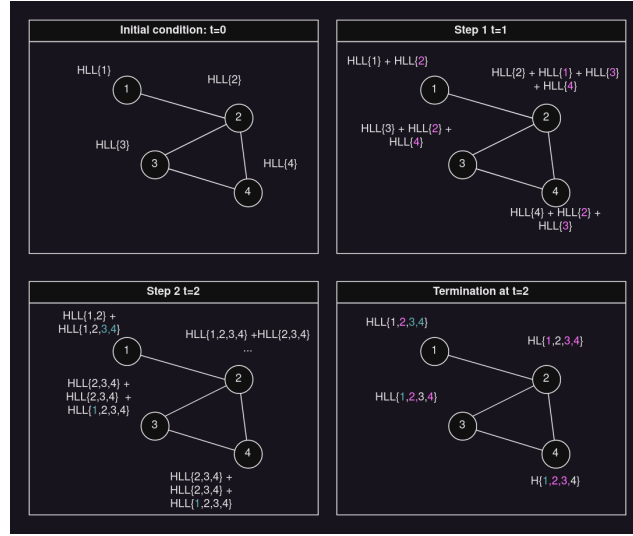 Initial condition: t=0
HLL{1}
HLL{2}
1
2
HLL{3}
3
HLL{4}
4
Step 1 t=1
HLL{1} + HLL{2}
HLL{2} + HLL{1} + HLL{3}
+ HLL{4}
1
2
HLL{3} + HLL{2} +
HLL{4}
3
4
HLL{4} + HLL{2} +
HLL{3}
Step 2 t=2
HLL{1,2} +
HLL{1,2,3,4}
HLL{1,2,3,4} +HLL{2,3,4}
...
1
2
HLL{2,3,4} +
HLL{2,3,4} +
HLL{1,2,3,4}
3
4
HLL{2,3,4} +
HLL{2,3,4} +
HLL{1,2,3,4}
Termination at t=2
HLL{1,2,3,4}
HL{1,2,3,4}
1
2
HLL{1,2,3,4}
3
4
H{1,2,3,4}